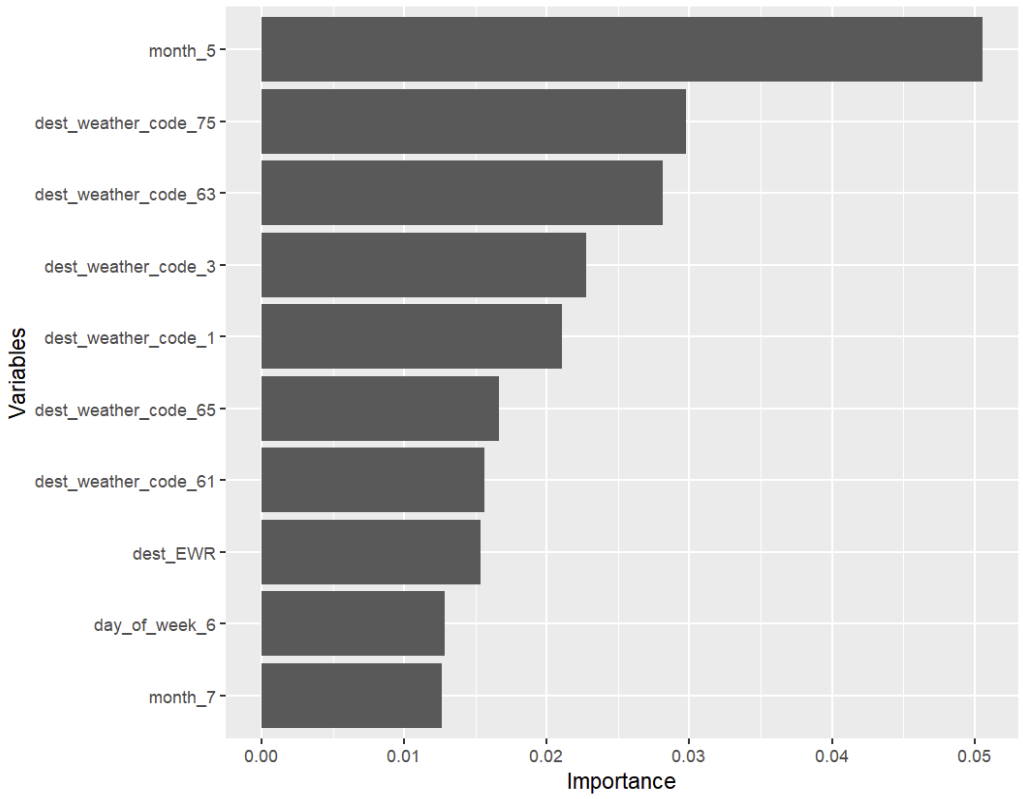 month_5
dest_weather_code_75
dest_weather_code_63
dest_weather_code_3
dest_weather_code_1
dest_weather_code_65
dest_weather_code_61
dest_EWR
day_of_week_6
month_7
Variables
0.00 0.01 0.02 0.03 0.04 0.05
Importance